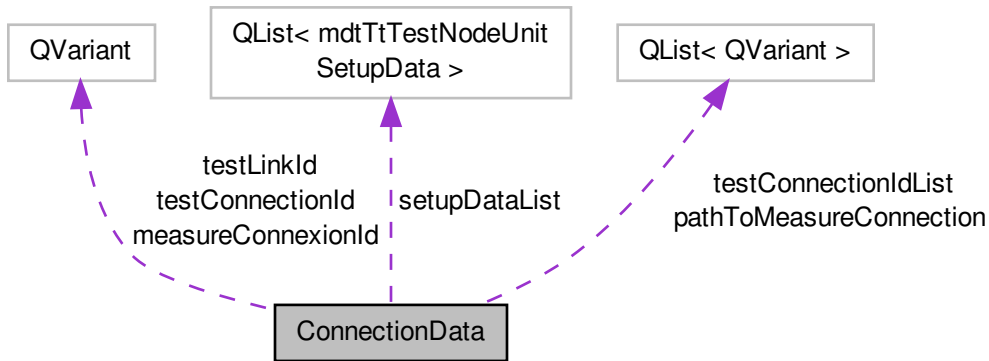 QVariant
QList< mdtTtTestNodeUnit
SetupData >
QList< QVariant >
testLinkId
testConnectionId
measureConnexionId
setupDataList
testConnectionIdList
pathToMeasureConnection
ConnectionData